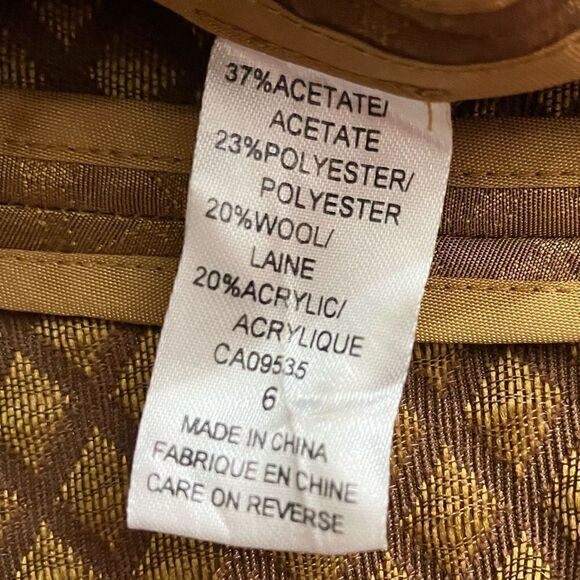 37%ACETATE/
ACETATE
23%POLYESTER/
POLYESTER
20%WOOL/
LAINE
20%ACRYLIC/
ACRYLIQUE
CA09535
6
MADE IN CHINA
FABRIQUE EN CHINE
CARE ON REVERSE